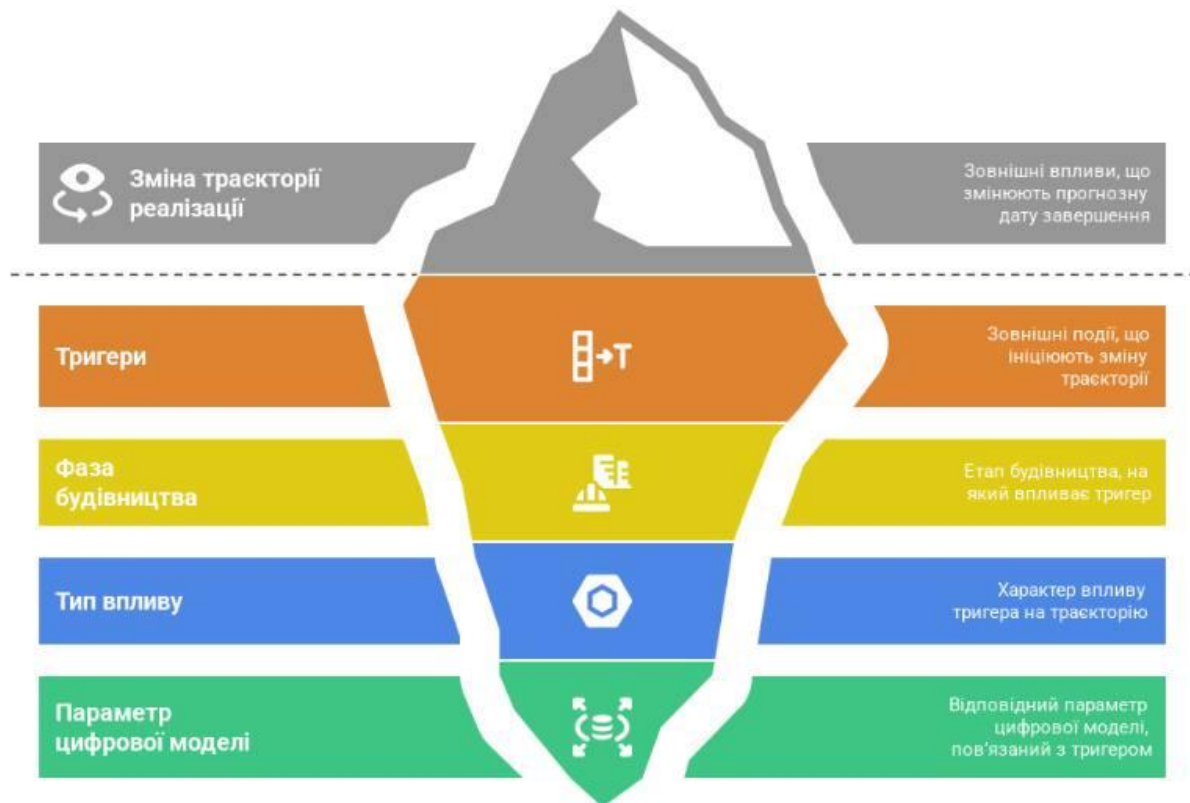 Зміна траєкторії
реалізації
Зовнішні впливи, що
змінюють прогнозну
дату завершення
Тригери
T
Зовнішні події, що
ініціюють зміну
траєкторії
Фаза
будівництва
Етап будівництва, на
який впливає тригер
Тип впливу
Характер впливу
тригера на траєкторію
Параметр
цифрової моделі
Відповідний параметр
цифрової моделі,
пов'язаний з тригером